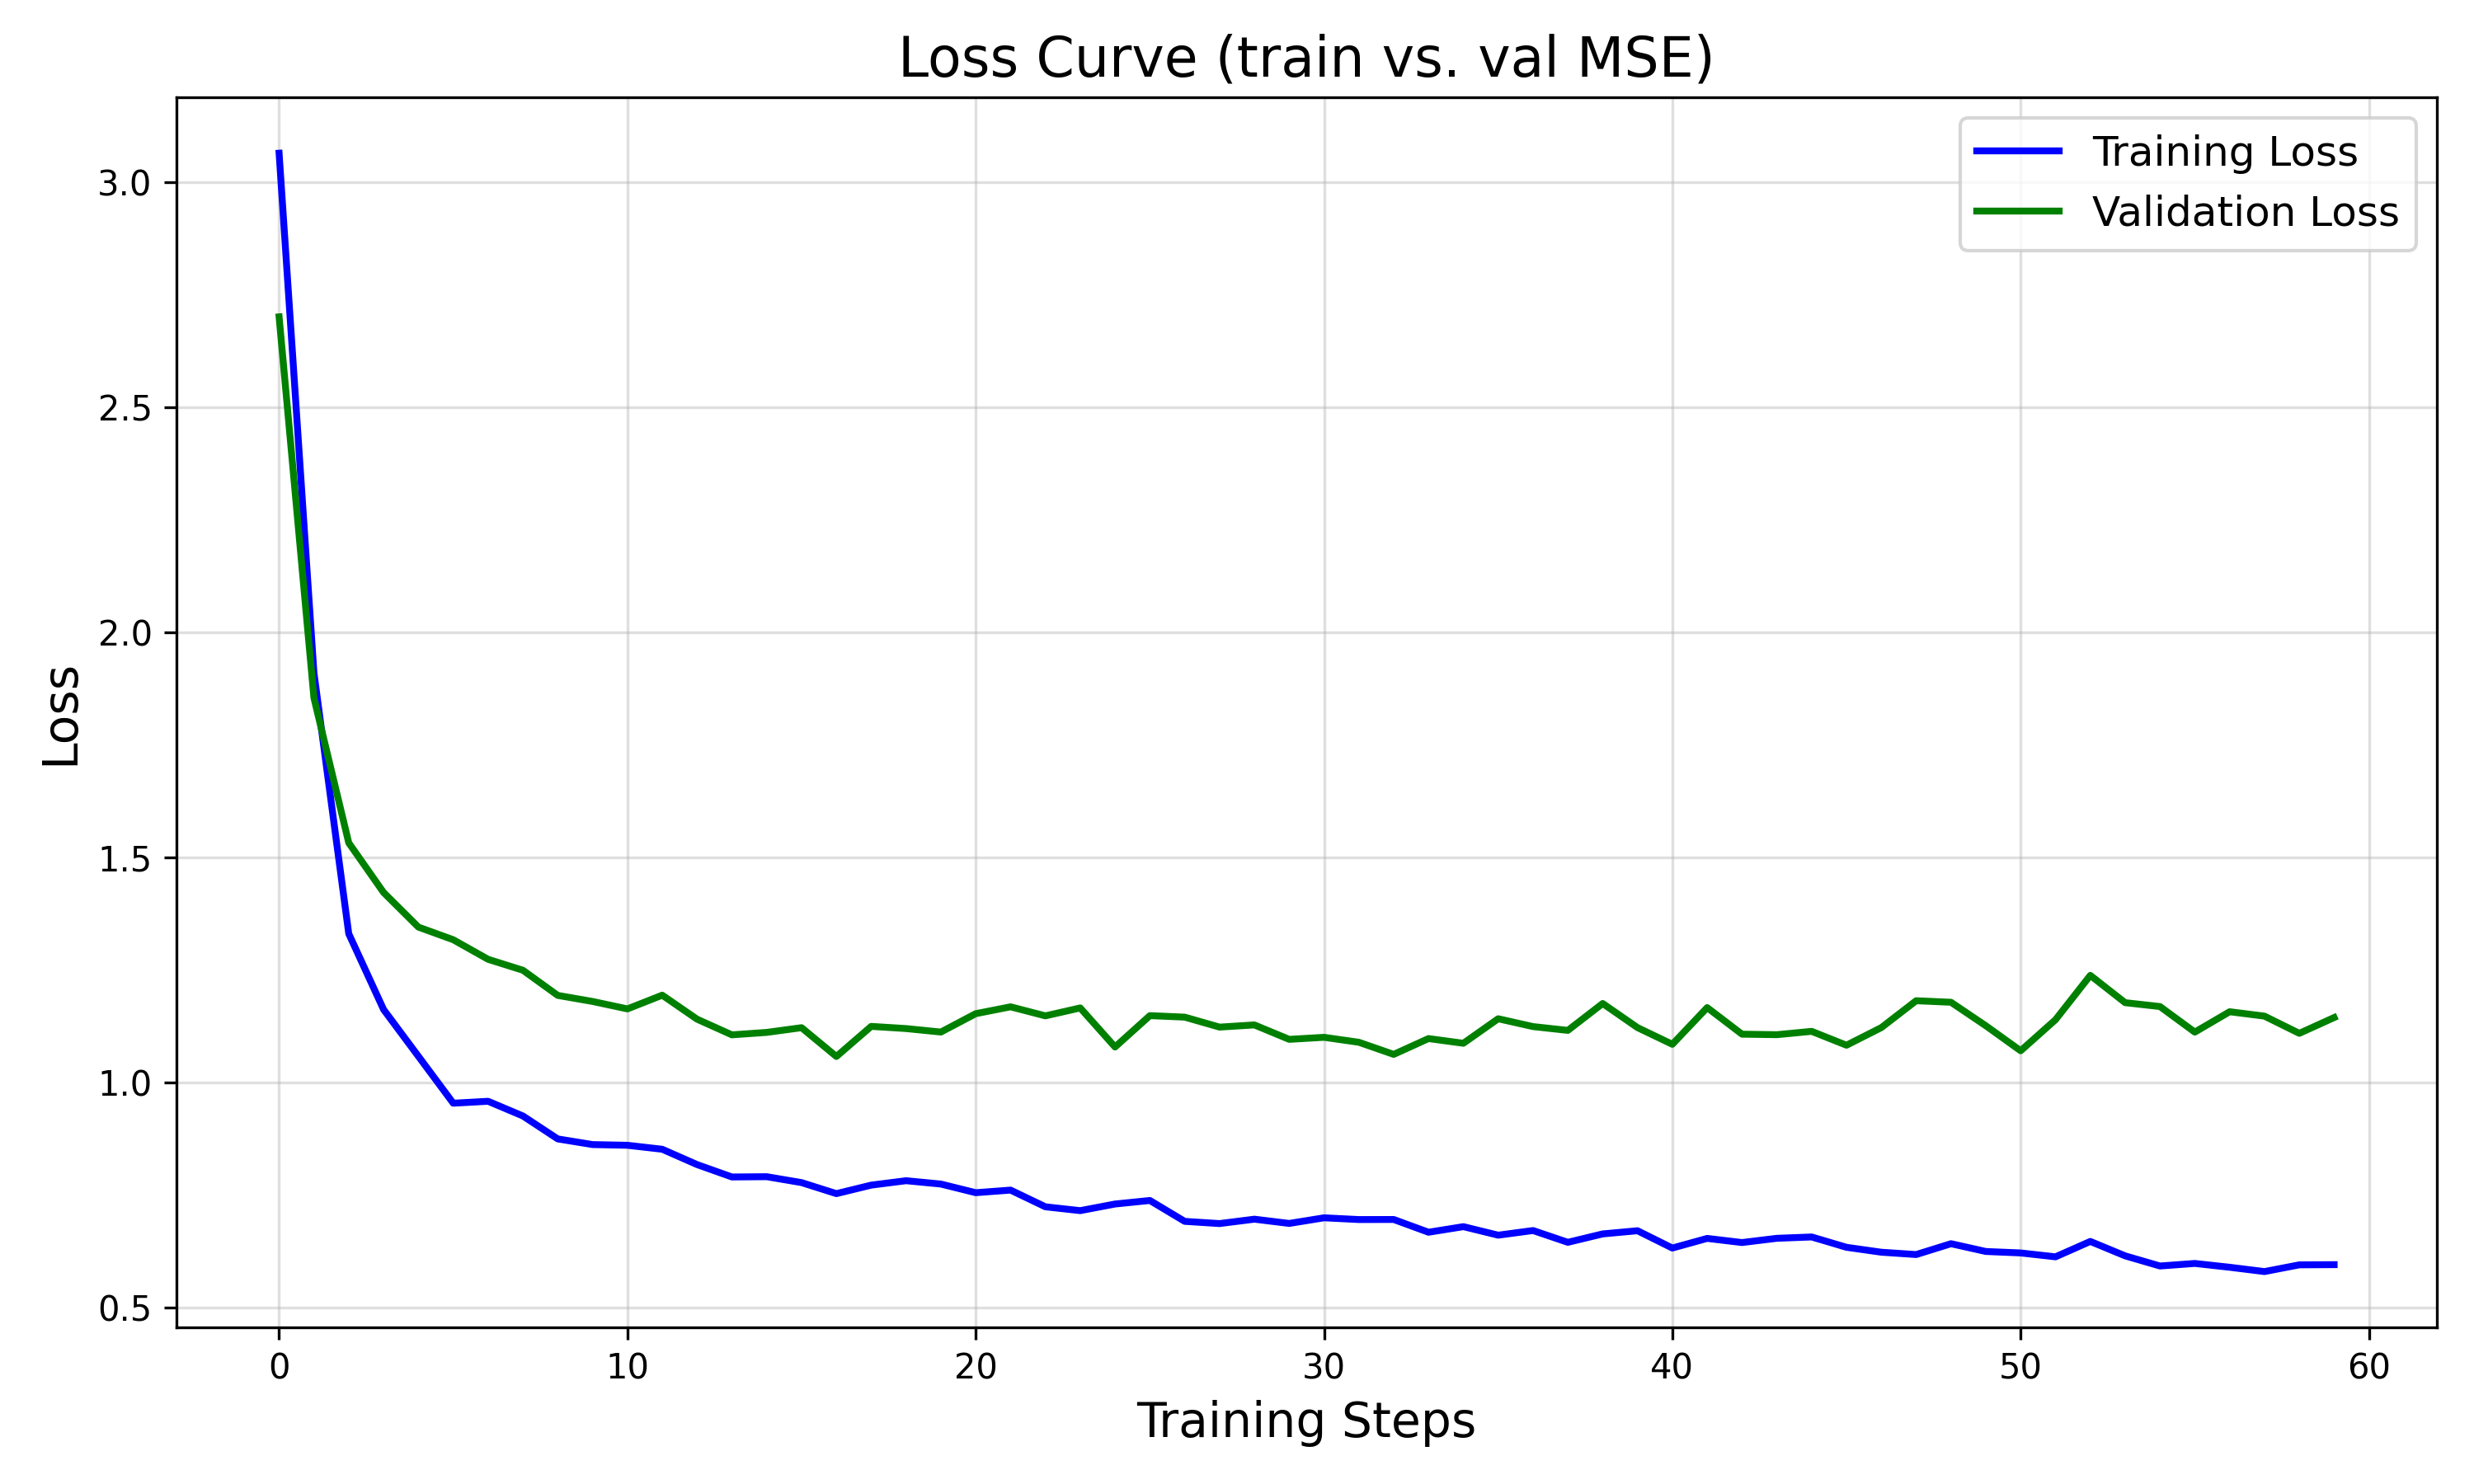 Loss Curve (train vs. val MSE)
Training Loss
Validation Loss
3.0
2.5
2.0
1.5
1.0
0.5
Loss
0 10 20 30 40 50 60
Training Steps